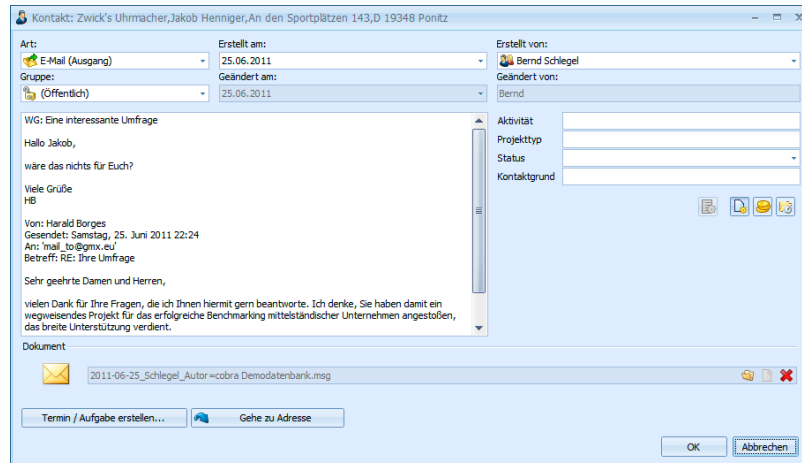 Kontakt: Zwick's Uhrmacher,Jakob Henniger,An den Sportplätzen 143,D 19348 Ponitz
Art:
Erstellt am:
Erstellt von:
E-Mail (Ausgang)
25.06.2011
Bernd Schlegel
Gruppe:
Geändert am:
Geändert von:
(Öffentlich)
25.06.2011
Bernd
WG: Eine interessante Umfrage
Hallo Jakob,
wäre das nichts für Euch?
Viele Grüße
HB
Von: Harald Borges
Gesendet: Samstag, 25. Juni 2011 22:24
An: 'mail_to@gmx.eu'
Betreff: RE: Ihre Umfrage
Sehr geehrte Damen und Herren,
vielen Dank für Ihre Fragen, die ich Ihnen hiermit gern beantworte. Ich denke, Sie haben damit ein
wegweisendes Projekt für das erfolgreiche Benchmarking mittelständischer Unternehmen angestoßen,
das breite Unterstützung verdient.
Aktivität
Projekttyp
Status
Kontaktgrund
Dokument
2011-06-25_Schlegel_Autor=cobra Demodatenbank.msg
Termin / Aufgabe erstellen...
Gehe zu Adresse
OK
Abbrechen